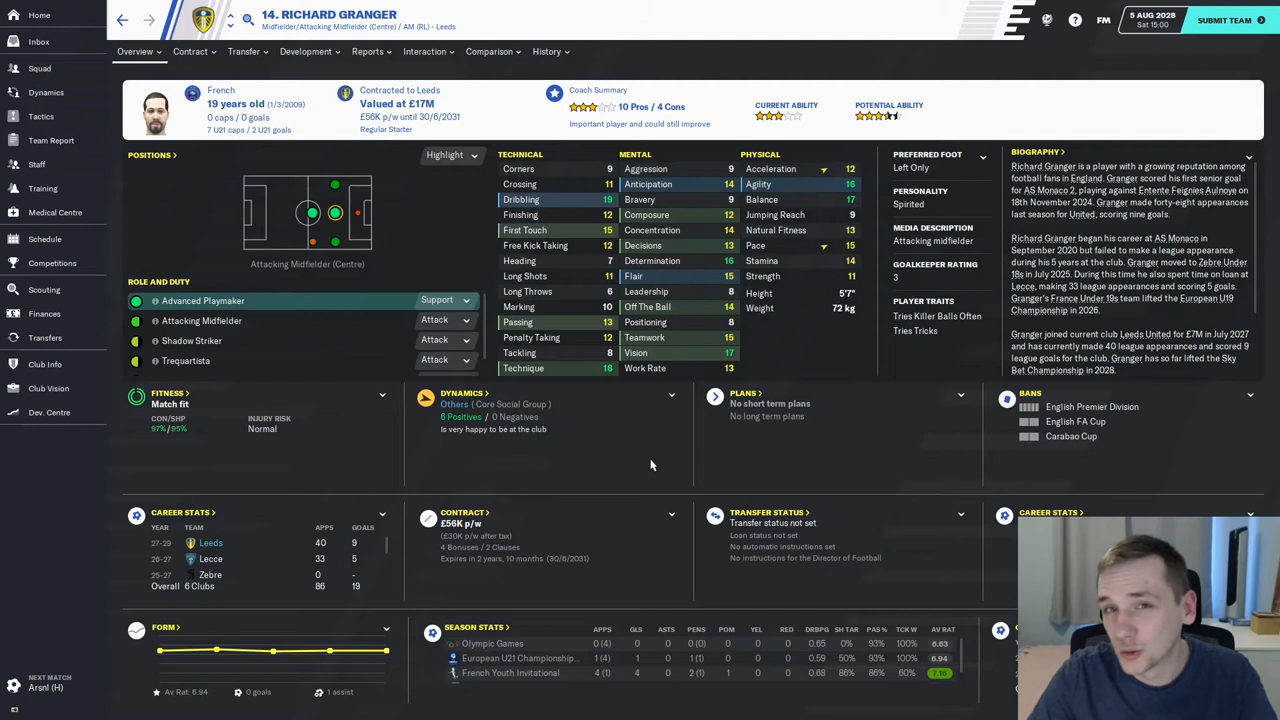 14. RICHARD GRANGER
Midfielder/Attacking Midfielder (Centre) / AM (RL) - Leeds
FM
5 AUG 2028
Sat 15:00
SUBMIT TEAM
Home
Inbox
Squad
Dynamics
Tactics
Team Report
Staff
Training
Medical Centre
Schedule
Competitions
Scouting
Finances
Transfers
Club Info
Club Vision
Dev. Centre
NEXT MATCH
Arsnl (H)
Overview
Contract
Transfer
Development
Reports
Interaction
Comparison
History
French
19 years old (1/3/2009)
0 caps / 0 goals
7 U21 caps / 2 U21 goals
Contracted to Leeds
Valued at £17M
£56K p/w until 30/6/2031
Regular Starter
Coach Summary
10 Pros / 4 Cons
Important player and could still improve
CURRENT ABILITY
POTENTIAL ABILITY
POSITIONS
Highlight
Attacking Midfielder (Centre)
ROLE AND DUTY
Advanced Playmaker Support
Attacking Midfielder Attack
Shadow Striker Attack
Trequartista Attack
TECHNICAL
Corners 9
Crossing 11
Dribbling 19
Finishing 12
First Touch 15
Free Kick Taking 12
Heading 7
Long Shots 11
Long Throws 6
Marking 10
Passing 13
Penalty Taking 12
Tackling 8
Technique 18
MENTAL
Aggression 9
Anticipation 14
Bravery 9
Composure 12
Concentration 14
Decisions 13
Determination 16
Flair 15
Leadership 8
Off The Ball 14
Positioning 8
Teamwork 15
Vision 17
Work Rate 13
PHYSICAL
Acceleration 12
Agility 16
Balance 17
Jumping Reach 9
Natural Fitness 13
Pace 15
Stamina 14
Strength 11
Height 5'7"
Weight 72 kg
PREFERRED FOOT
Left Only
PERSONALITY
Spirited
MEDIA DESCRIPTION
Attacking midfielder
GOALKEEPER RATING
3
PLAYER TRAITS
Tries Killer Balls Often
Tries Tricks
BIOGRAPHY
Richard Granger is a player with a growing reputation among
football fans in England. Granger scored his first senior goal
for AS Monaco 2, playing against Entente Feignies Aulnoye on
18th November 2024. Granger made forty-eight appearances
last season for United, scoring nine goals.
Richard Granger began his career at AS Monaco in
September 2020 but failed to make a league appearance
during his 5 years at the club. Granger moved to Zebre Under
18s in July 2025. During this time he also spent time on loan at
Lecce, making 33 league appearances and scoring 5 goals.
Granger's France Under 19s team lifted the European U19
Championship in 2026.
Granger joined current club Leeds United for £7M in July 2027
and has currently made 40 league appearances and scored 9
league goals for the club. Granger has so far lifted the Sky
Bet Championship in 2028.
FITNESS
Match fit
CON/SHP
97%/95%
INJURY RISK
Normal
DYNAMICS
Others ( Core Social Group )
6 Positives / 0 Negatives
Is very happy to be at the club
PLANS
No short term plans
No long term plans
BANS
English Premier Division
English FA Cup
Carabao Cup
CAREER STATS
YEAR TEAM APPS GOALS
27-29 Leeds 40 9
26-27 Lecce 33 5
25-27 Zebre 0 -
Overall 6 Clubs 86 19
CONTRACT
£56K p/w
(£30K p/w after tax)
4 Bonuses / 2 Clauses
Expires in 2 years, 10 months (30/6/2031)
TRANSFER STATUS
Transfer status not set
Loan status not set
No automatic instructions set
No instructions for the Director of Football
CAREER STATS
FORM
Av Rat: 6.94
0 goals
1 assist
SEASON STATS
APPS GLS ASTS PENS POM YEL RED DRBPG SH TAR PAS % TCK W AV RAT
Olympic Games 0 (4) 0 0 0 (0) 0 0 0 0.65 0% 93% 100% 6.63
European U21 Championship... 1 (4) 1 0 1 (1) 0 0 0 0.59 50% 93% 100% 6.94
French Youth Invitational 4 (1) 4 0 2 (1) 1 0 0 0.68 86% 86% 60% 7.16